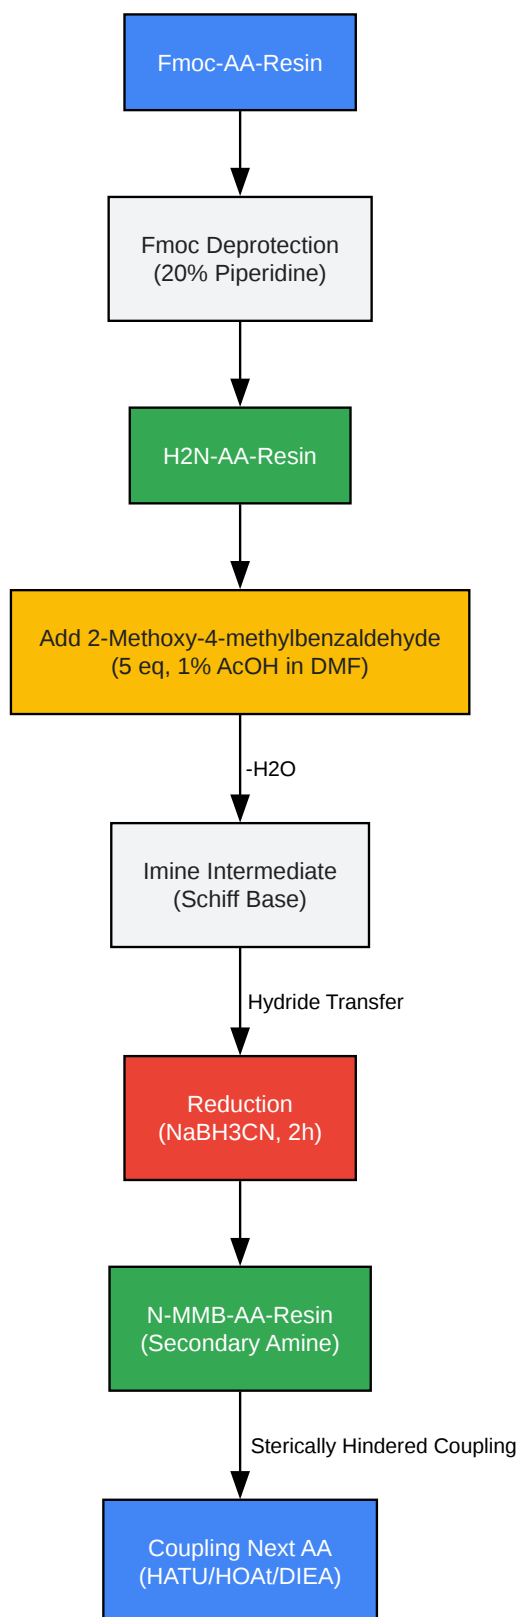 Fmoc-AA-Resin
Fmoc Deprotection
(20% Piperidine)
H2N-AA-Resin
Add 2-Methoxy-4-methylbenzaldehyde
(5 eq, 1% AcOH in DMF)
-H2O
Imine Intermediate
(Schiff Base)
Hydride Transfer
Reduction
(NaBH3CN, 2h)
N-MMB-AA-Resin
(Secondary Amine)
Sterically Hindered Coupling
Coupling Next AA
(HATU/HOAt/DIEA)